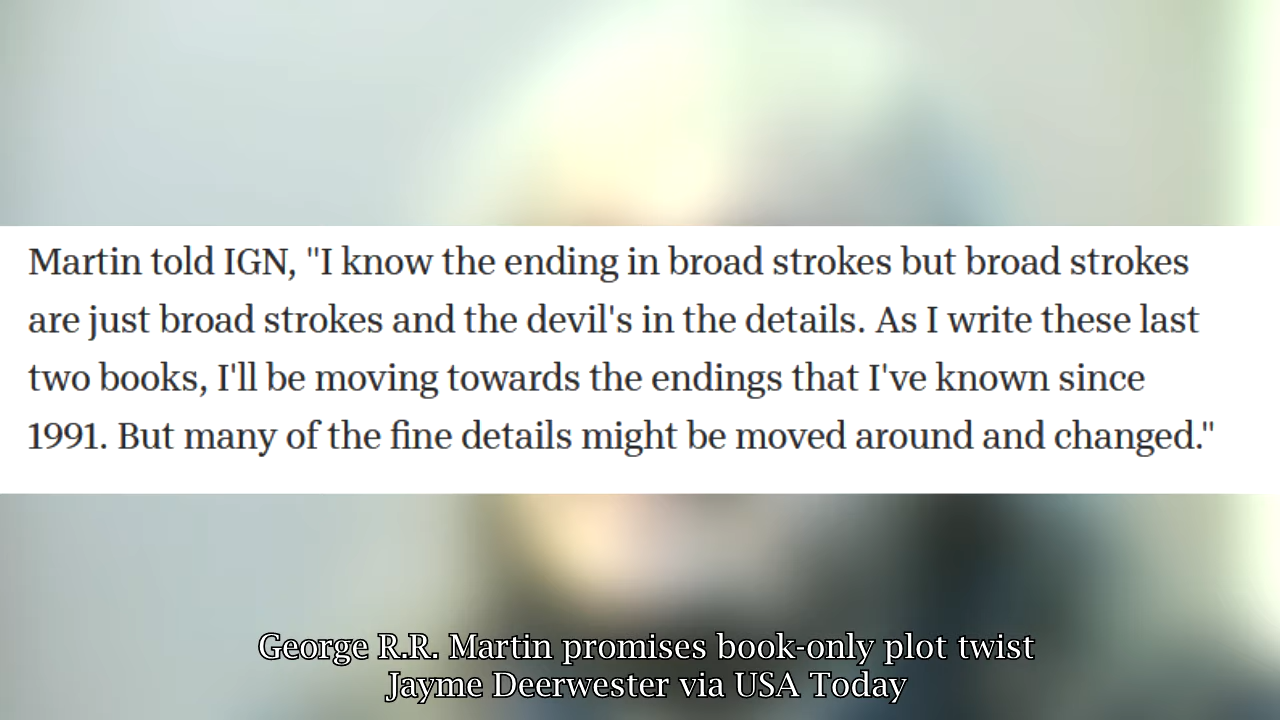 Martin told IGN, "I know the ending in broad strokes but broad strokes
are just broad strokes and the devil's in the details. As I write these last
two books, I'll be moving towards the endings that I've known since
1991. But many of the fine details might be moved around and changed."
George R.R. Martin promises book-only plot twist
Jayme Deerwester via USA Today